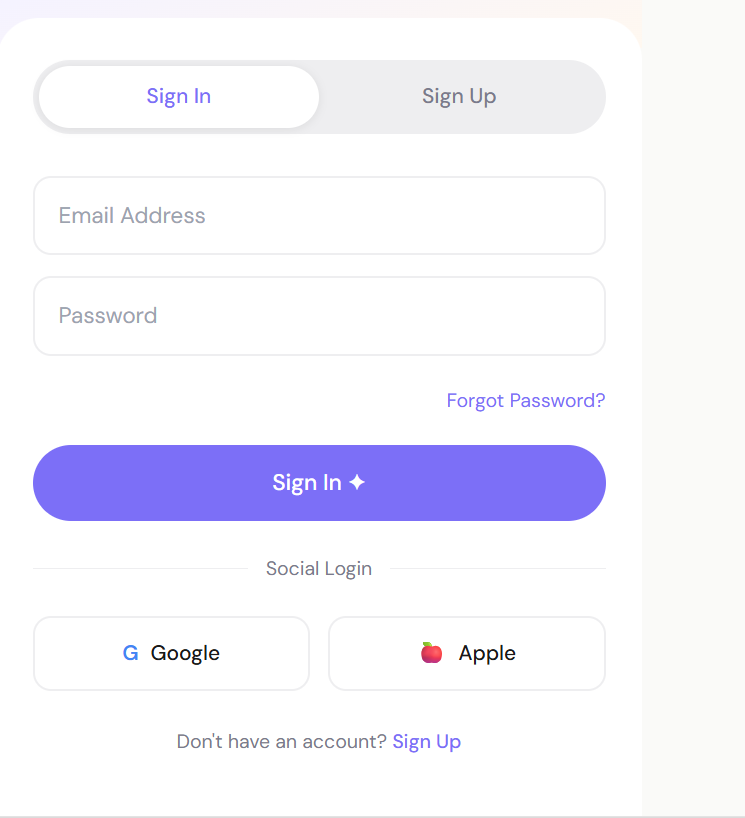 Sign In
Sign Up
Email Address
Password
Forgot Password?
Sign In ✦
Social Login
G Google
Apple
Don't have an account? Sign Up